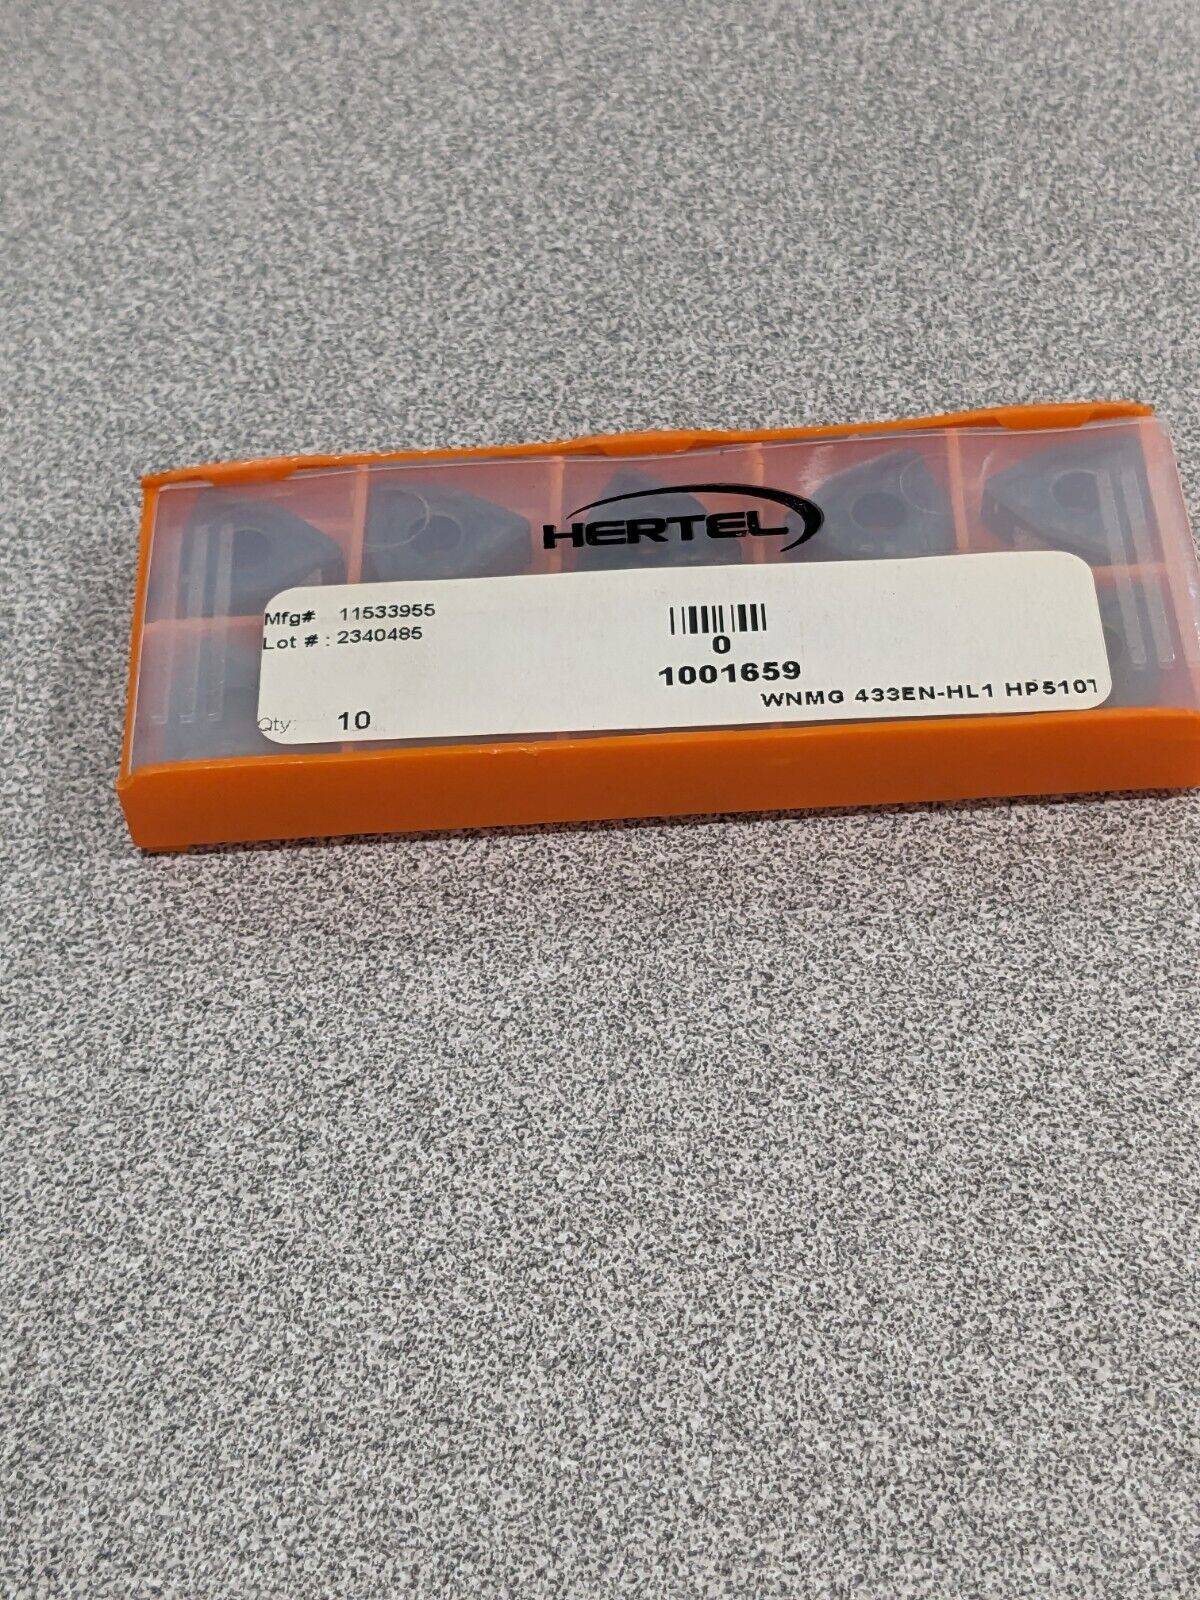 HERTEL
Mfg# 11533955
Lot # : 2340485
0
1001659
WNMG 433EN-HL1 HP5101
Qty: 10